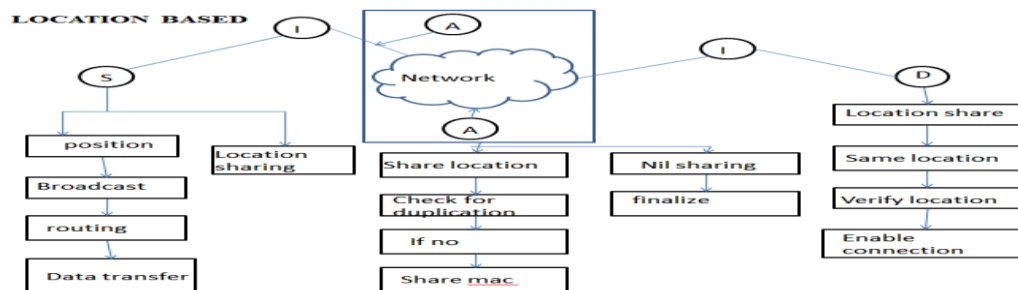 LOCATION BASED
I
A
I
Network
S
D
A
Location share
position
Location
sharing
Share location
Nil sharing
Same location
Broadcast
Check for
duplication
finalize
Verify location
routing
If no
Enable
connection
Data transfer
Share mac